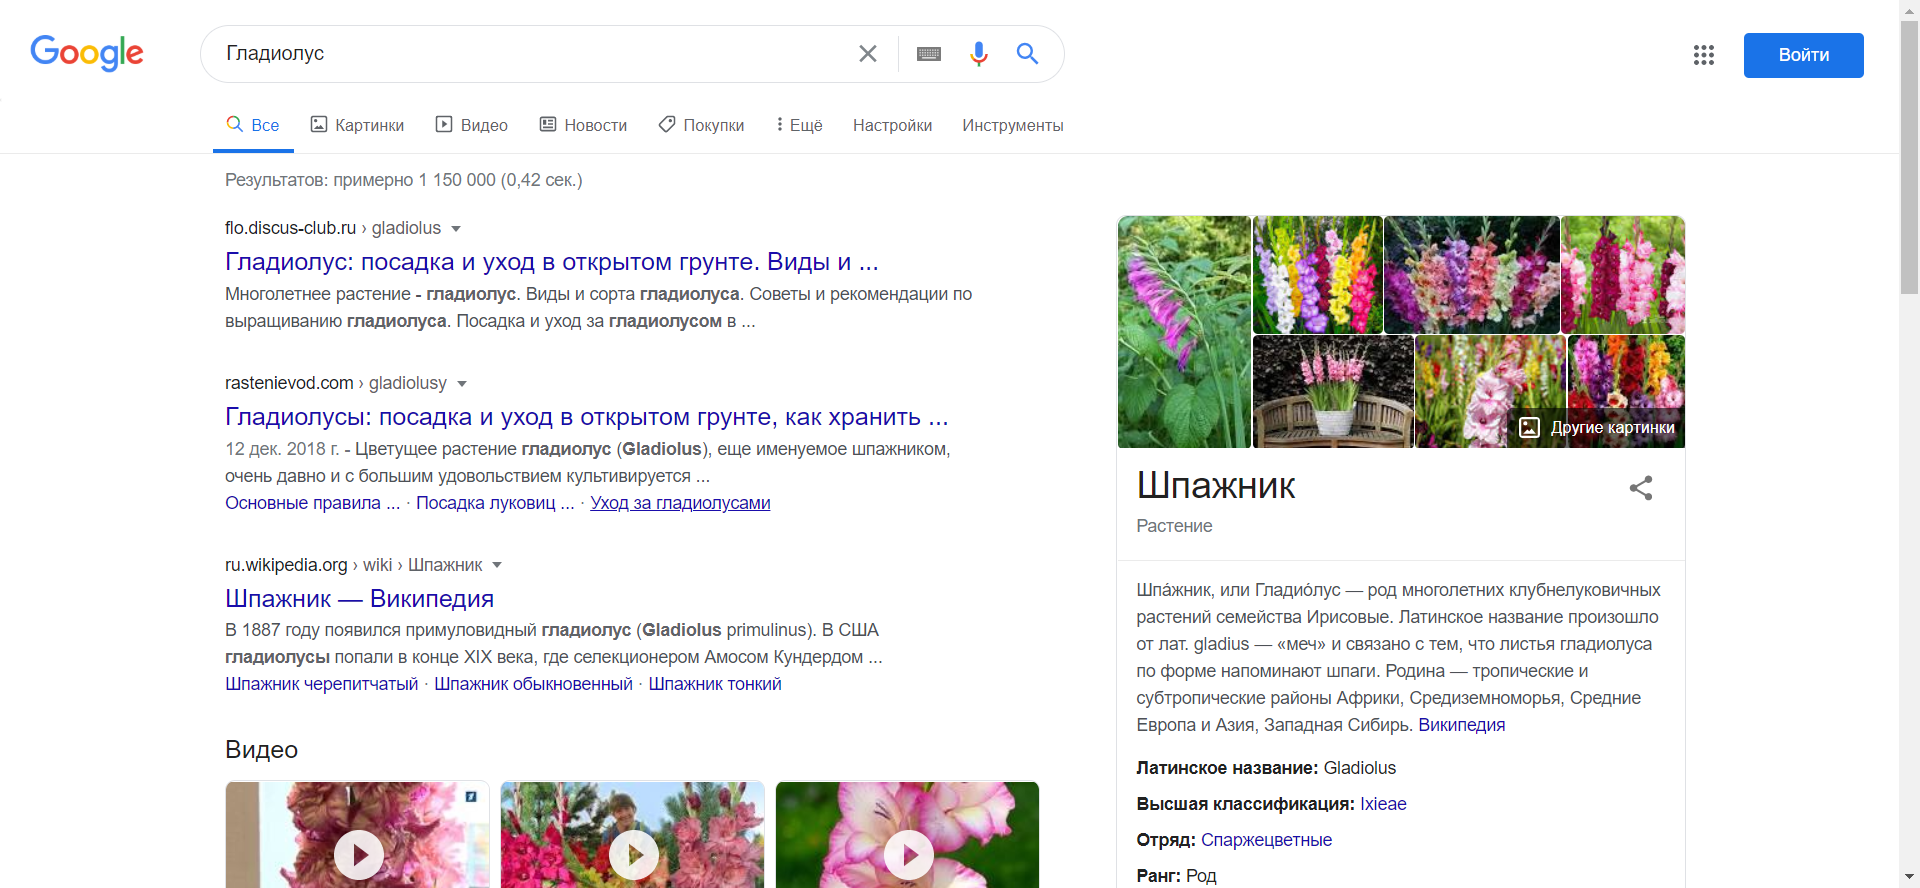 Google
Гладиолус
Войти
Все
Картинки
Видео
Новости
Покупки
Ещё
Настройки
Инструменты
Результатов: примерно 1 150 000 (0,42 сек.)
flo.discus-club.ru › gladiolus
Гладиолус: посадка и уход в открытом грунте. Виды и ...
Многолетнее растение - гладиолус. Виды и сорта гладиолуса. Советы и рекомендации по
выращиванию гладиолуса. Посадка и уход за гладиолусом в ...
rastenievod.com › gladiolusy
Гладиолусы: посадка и уход в открытом грунте, как хранить ...
12 дек. 2018 г. - Цветущее растение гладиолус (Gladiolus), еще именуемое шпажником,
очень давно и с большим удовольствием культивируется ...
Основные правила ... · Посадка луковиц ... · Уход за гладиолусами
ru.wikipedia.org › wiki › Шпажник
Шпажник — Википедия
В 1887 году появился примуловидный гладиолус (Gladiolus primulinus). В США
гладиолусы попали в конце XIX века, где селекционером Амосом Кундердом ...
Шпажник черепитчатый · Шпажник обыкновенный · Шпажник тонкий
Видео
Другие картинки
Шпажник
Растение
Шпа́жник, или Гладио́лус — род многолетних клубнелуковичных
растений семейства Ирисовые. Латинское название произошло
от лат. gladius — «меч» и связано с тем, что листья гладиолуса
по форме напоминают шпаги. Родина — тропические и
субтропические районы Африки, Средиземноморья, Средние
Европа и Азия, Западная Сибирь. Википедия
Латинское название: Gladiolus
Высшая классификация: Ixieae
Отряд: Спаржецветные
Ранг: Род